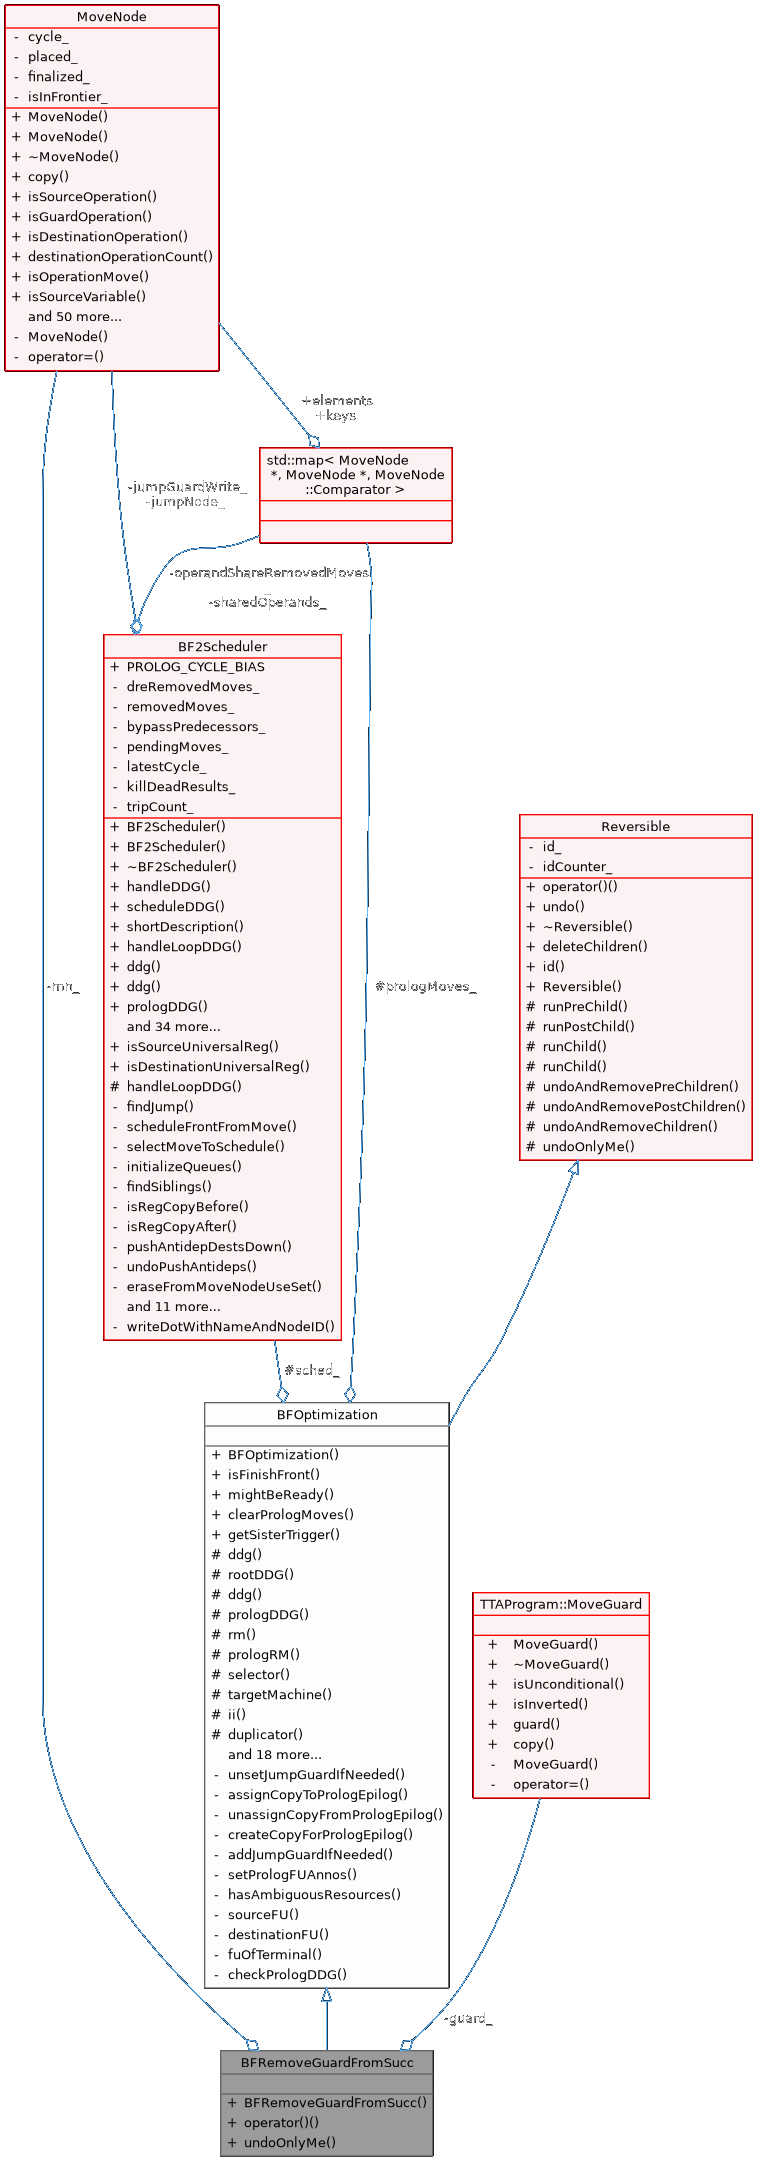 MoveNode
- cycle_
- placed_
- finalized_
- isInFrontier_
+ MoveNode()
+ MoveNode()
+ ~MoveNode()
+ copy()
+ isSourceOperation()
+ isGuardOperation()
+ isDestinationOperation()
+ destinationOperationCount()
+ isOperationMove()
+ isSourceVariable()
and 50 more...
- MoveNode()
- operator=()
+elements
+keys
std::map< MoveNode
*, MoveNode *, MoveNode
::Comparator >
-jumpGuardWrite_
-jumpNode_
-operandShareRemovedMoves
_
-sharedOperands_
BF2Scheduler
+ PROLOG_CYCLE_BIAS
- dreRemovedMoves_
- removedMoves_
- bypassPredecessors_
- pendingMoves_
- latestCycle_
- killDeadResults_
- tripCount_
+ BF2Scheduler()
+ BF2Scheduler()
+ ~BF2Scheduler()
+ handleDDG()
+ scheduleDDG()
+ shortDescription()
+ handleLoopDDG()
+ ddg()
+ ddg()
+ prologDDG()
and 34 more...
+ isSourceUniversalReg()
+ isDestinationUniversalReg()
# handleLoopDDG()
- findJump()
- scheduleFrontFromMove()
- selectMoveToSchedule()
- initializeQueues()
- findSiblings()
- isRegCopyBefore()
- isRegCopyAfter()
- pushAntidepDestsDown()
- undoPushAntideps()
- eraseFromMoveNodeUseSet()
and 11 more...
- writeDotWithNameAndNodeID()
Reversible
- id_
- idCounter_
+ operator()()
+ undo()
+ ~Reversible()
+ deleteChildren()
+ id()
+ Reversible()
# runPreChild()
# runPostChild()
# runChild()
# runChild()
# undoAndRemovePreChildren()
# undoAndRemovePostChildren()
# undoAndRemoveChildren()
# undoOnlyMe()
-mn_
#prologMoves_
#sched_
BFOptimization
+ BFOptimization()
+ isFinishFront()
+ mightBeReady()
+ clearPrologMoves()
+ getSisterTrigger()
# ddg()
# rootDDG()
# ddg()
# prologDDG()
# rm()
# prologRM()
# selector()
# targetMachine()
# ii()
# duplicator()
and 18 more...
- unsetJumpGuardIfNeeded()
- assignCopyToPrologEpilog()
- unassignCopyFromPrologEpilog()
- createCopyForPrologEpilog()
- addJumpGuardIfNeeded()
- setPrologFUAnnos()
- hasAmbiguousResources()
- sourceFU()
- destinationFU()
- fuOfTerminal()
- checkPrologDDG()
TTAProgram::MoveGuard
+ MoveGuard()
+ ~MoveGuard()
+ isUnconditional()
+ isInverted()
+ guard()
+ copy()
- MoveGuard()
- operator=()
-guard_
BFRemoveGuardFromSucc
+ BFRemoveGuardFromSucc()
+ operator()()
+ undoOnlyMe()